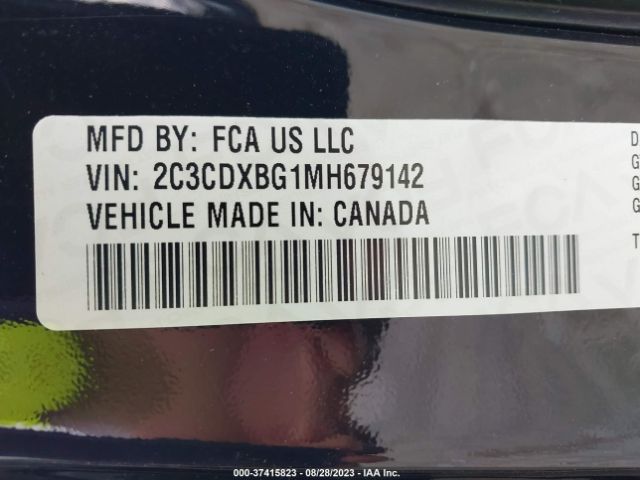 MFD BY: FCA US LLC
VIN: 2C3CDXBG1MH679142
VEHICLE MADE IN: CANADA
D
G
G
G
T
000-37415823 - 08/28/2023 - IAA Inc.